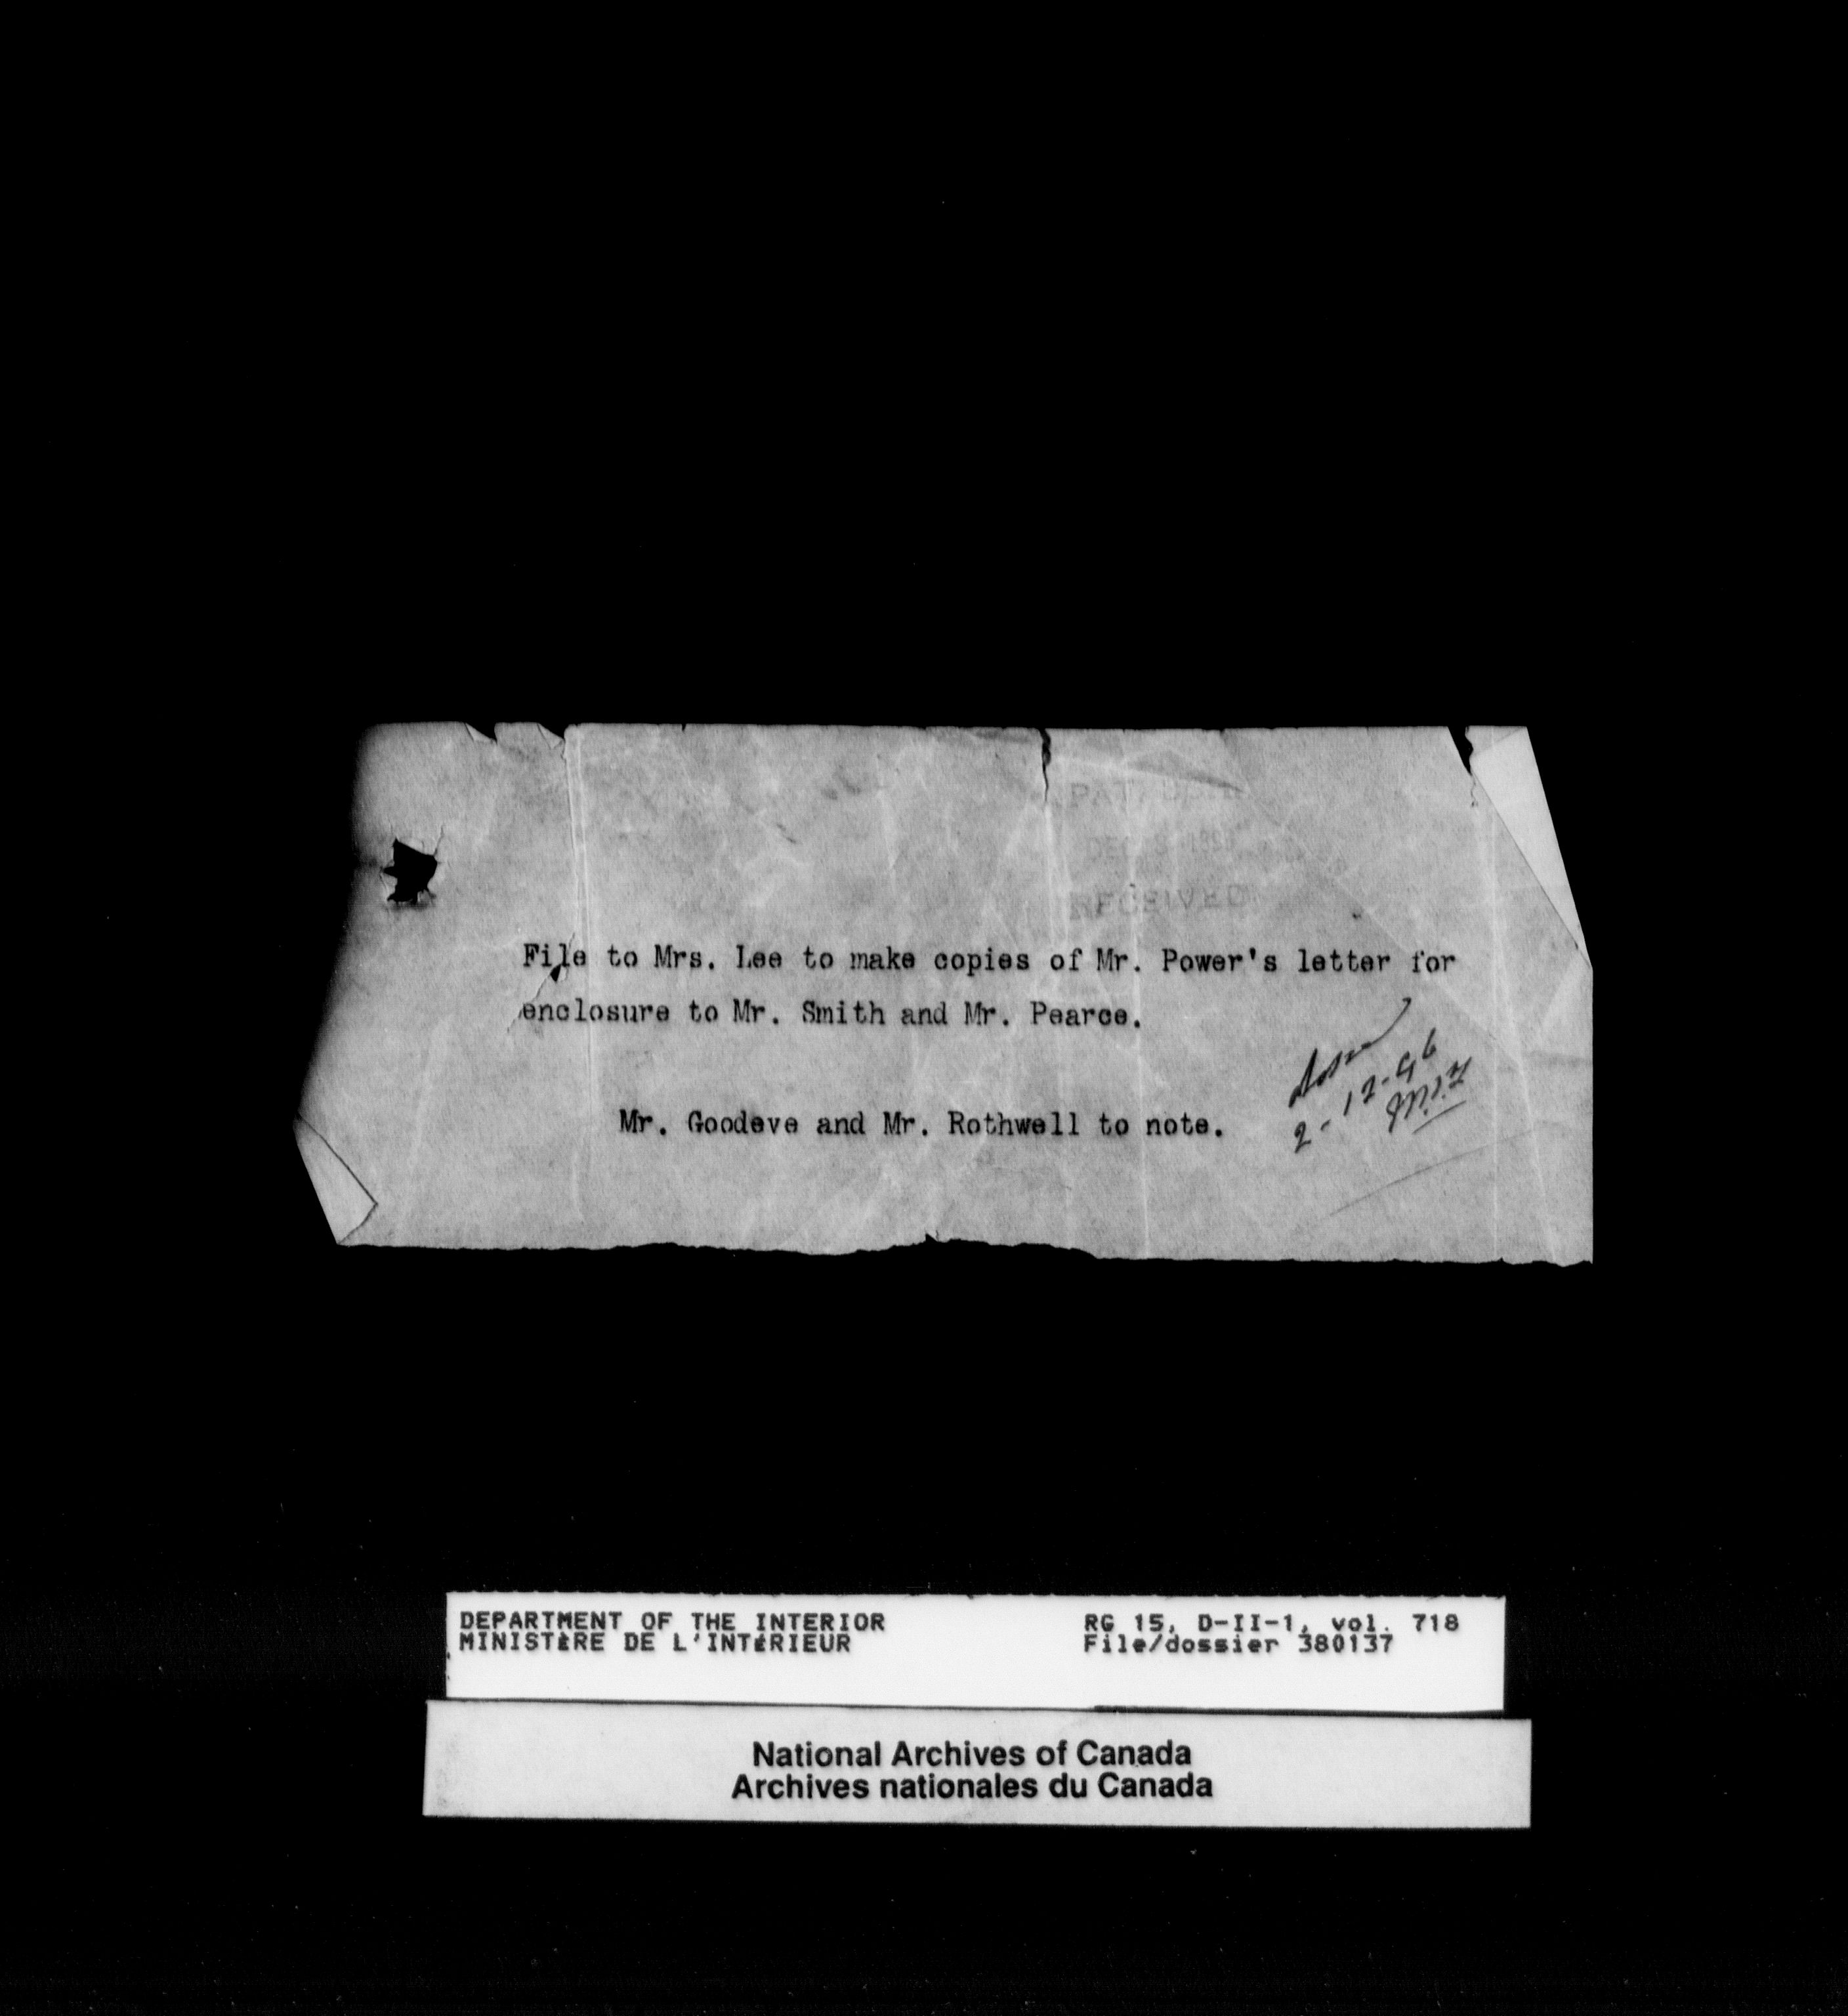 DEC 1896
RECEIVED
File to Mrs. Lee to make copies of Mr. Power's letter for
enclosure to Mr. Smith and Mr. Pearce.
2-12-96
Mr. Goodeve and Mr. Rothwell to note.
DEPARTMENT OF THE INTERIOR
MINISTÈRE DE L'INTÉRIEUR
RG 15, D-II-1, vol. 718
File/dossier 380137
National Archives of Canada
Archives nationales du Canada